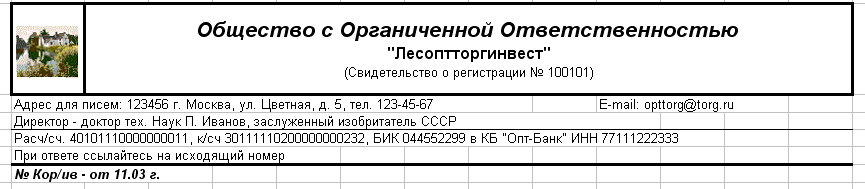 Общество с Органиченной Ответственностью
"Лесоптторгинвест"
(Свидетельство о регистрации № 100101)
Адрес для писем: 123456 г. Москва, ул. Цветная, д. 5, тел. 123-45-67 E-mail: opttorg@torg.ru
Директор - доктор тех. Наук П. Иванов, заслуженный изобритатель СССР
Расч/сч. 40101110000000011, к/сч 30111110200000000232, БИК 044552299 в КБ "Опт-Банк" ИНН 77111222333
При ответе ссылайтесь на исходящий номер
№ Кор/ив - от 11.03 г.